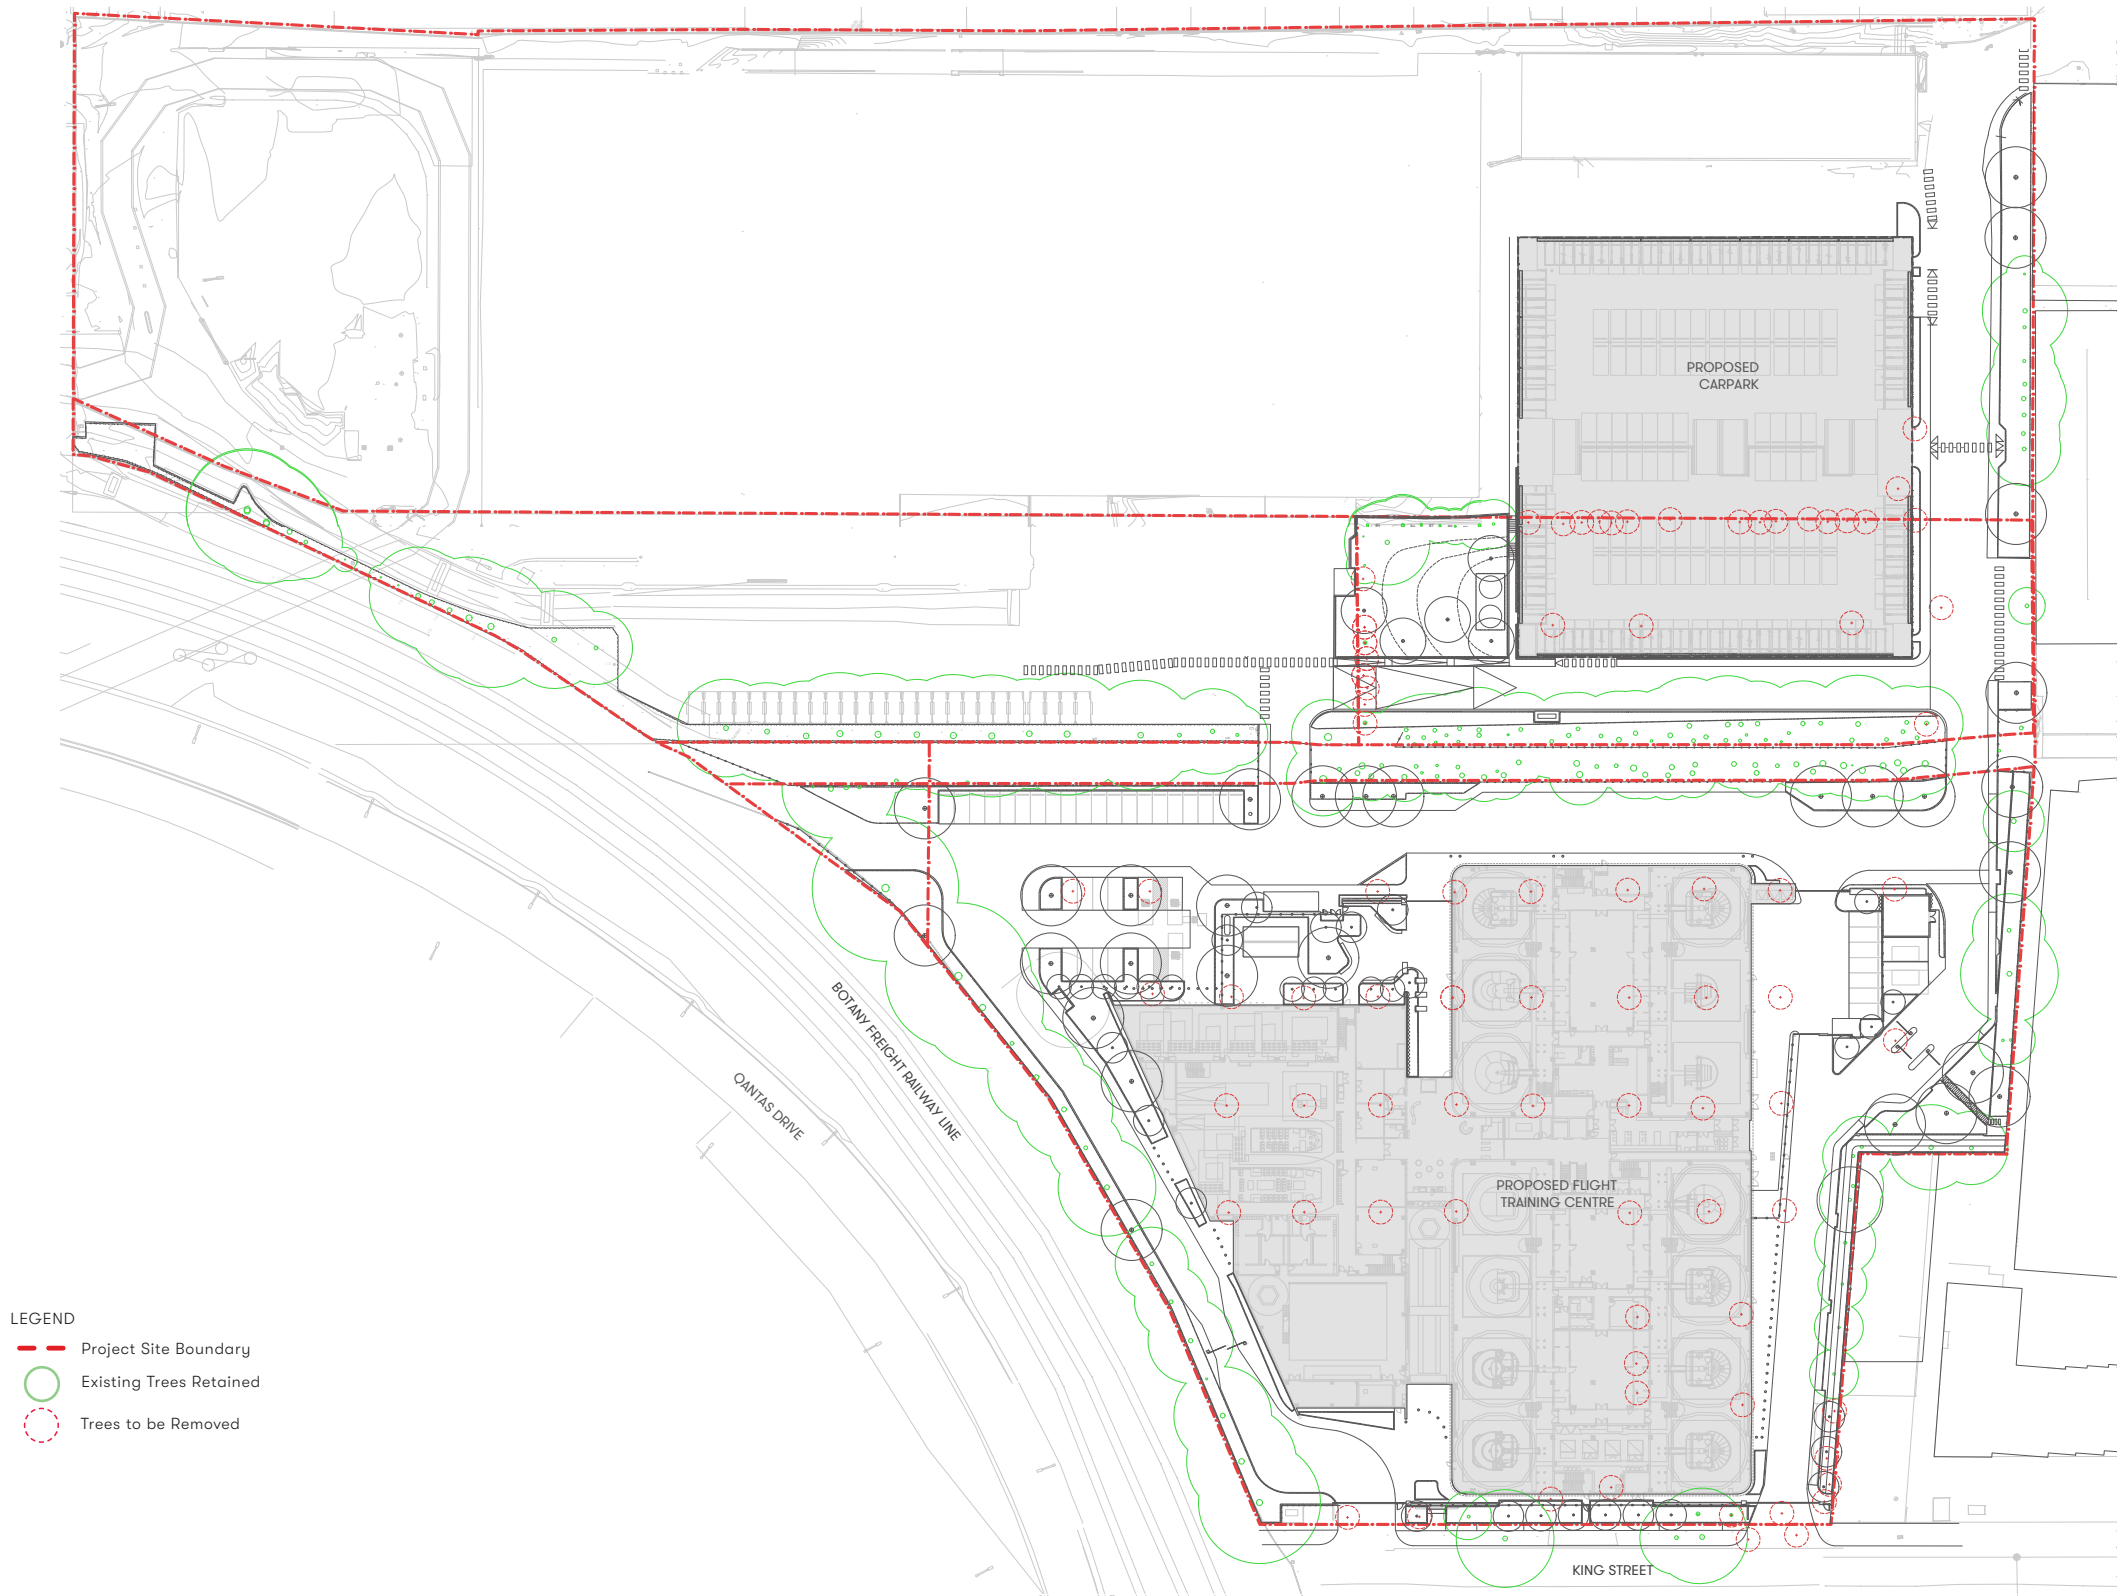 PROPOSED
CARPARK
BOTANY FREIGHT RAILWAY LINE
QANTAS DRIVE
PROPOSED FLIGHT
TRAINING CENTRE
LEGEND
Project Site Boundary
Existing Trees Retained
Trees to be Removed
KING STREET